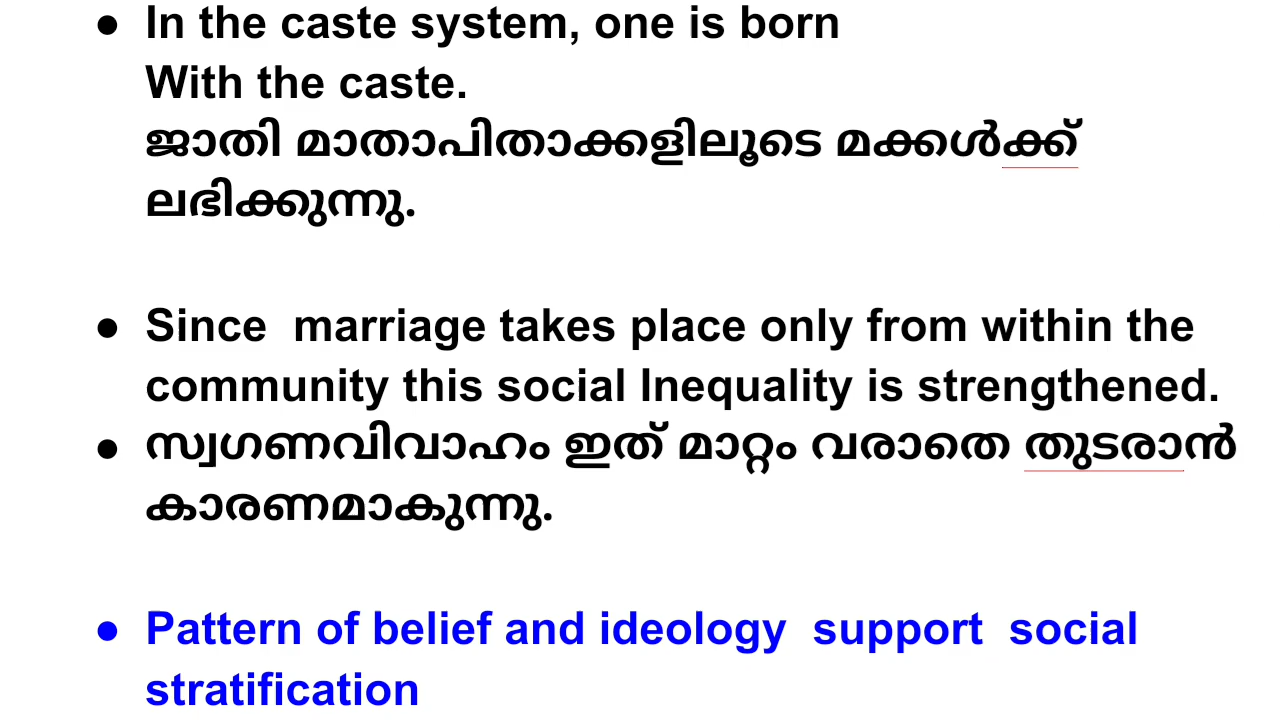 ● In the caste system, one is born
With the caste.
ജാതി മാതാപിതാക്കളിലൂടെ മക്കൾക്ക്
ലഭിക്കുന്നു.
● Since  marriage takes place only from within the
community this social Inequality is strengthened.
● സ്വഗണവിവാഹം ഇത് മാറ്റം വരാതെ തുടരാൻ
കാരണമാകുന്നു.
● Pattern of belief and ideology  support  social
stratification